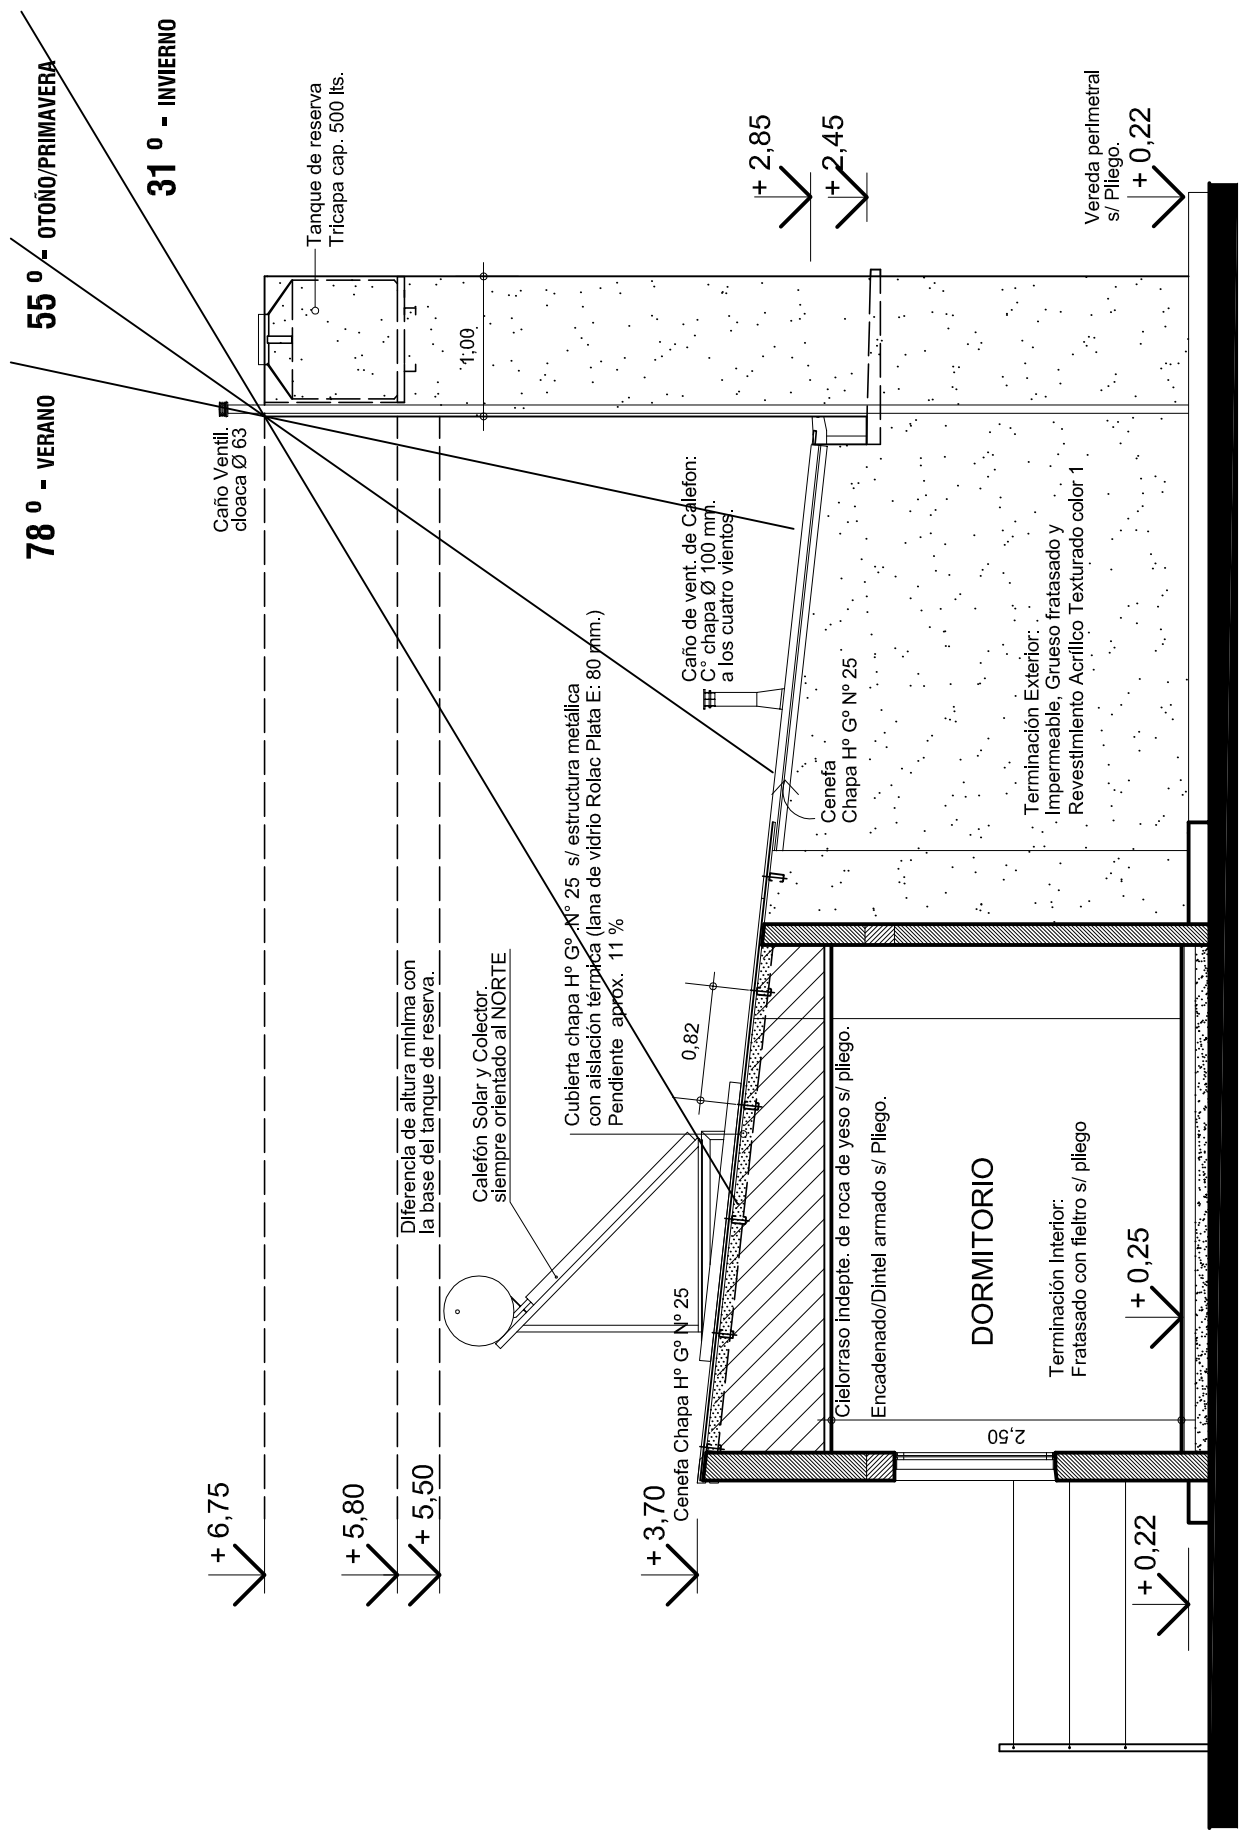 78 º - VERANO
55 º - OTOÑO/PRIMAVERA
31 º - INVIERNO
Caño Ventil.
cloaca Ø 63
Tanque de reserva
Tricapa cap. 500 lts.
+ 6,75
+ 5,80
+ 5,50
Diferencia de altura mínima con
la base del tanque de reserva.
1,00
Calefón Solar y Colector.
siempre orientado al NORTE
Cubierta chapa Hº Gº .N° 25 s/ estructura metálica
con aislación térmica (lana de vidrio Rolac Plata E: 80 mm.)
Pendiente aprox. 11 %
Caño de vent. de Calefon:
C° chapa Ø 100 mm.
a los cuatro vientos.
+ 3,70
Cenefa Chapa Hº Gº Nº 25
0,82
+ 2,85
+ 2,45
Cenefa
Chapa Hº Gº Nº 25
Cielorraso indepte. de roca de yeso s/ pliego.
Encadenado/Dintel armado s/ Pliego.
DORMITORIO
2,50
Terminación Interior:
Fratasado con fieltro s/ pliego
Terminación Exterior:
Impermeable, Grueso fratasado y
Revestimiento Acrílico Texturado color 1
+ 0,25
+ 0,22
Vereda perimetral
s/ Pliego.
+ 0,22